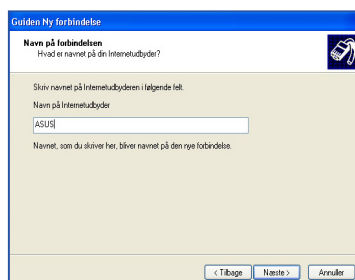 Guiden Ny forbindelse
Navn på forbindelsen
Hvad er navnet på din Internetudbyder?
Skriv navnet på Internetudbyderen i følgende felt.
Navn på Internetudbyder
ASUS
Navnet, som du skriver her, bliver navnet på den nye forbindelse.
< Tilbage Næste > Annuller